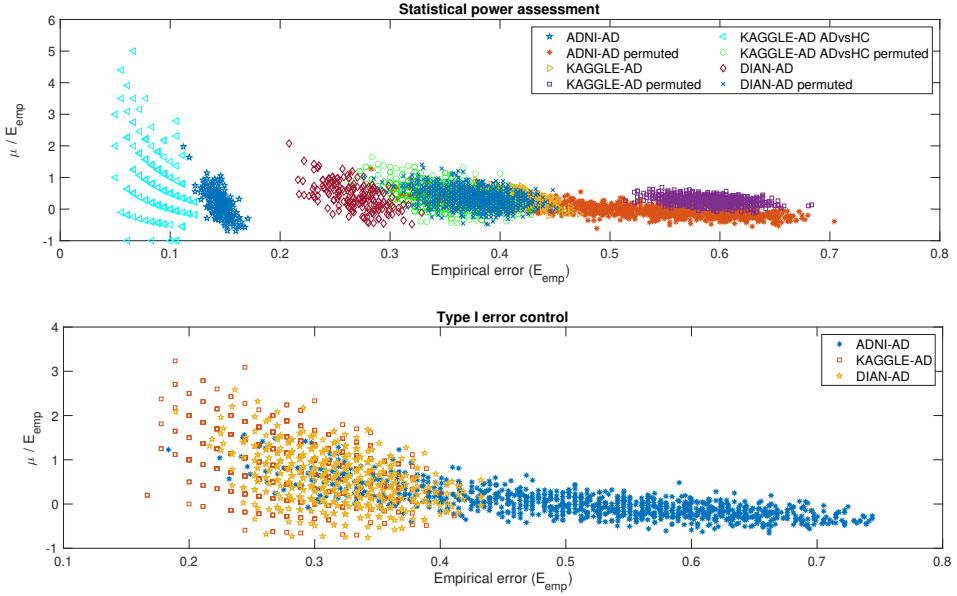 Statistical power assessment
6
5
4
3
2
1
0
-1
μ / E_emp
ADNI-AD
ADNI-AD permuted
KAGGLE-AD
KAGGLE-AD permuted
KAGGLE-AD ADvsHC
KAGGLE-AD ADvsHC permuted
DIAN-AD
DIAN-AD permuted
0 0.1 0.2 0.3 0.4 0.5 0.6 0.7 0.8
Empirical error (E_emp)
Type I error control
4
3
2
1
0
-1
μ / E_emp
ADNI-AD
KAGGLE-AD
DIAN-AD
0.1 0.2 0.3 0.4 0.5 0.6 0.7 0.8
Empirical error (E_emp)